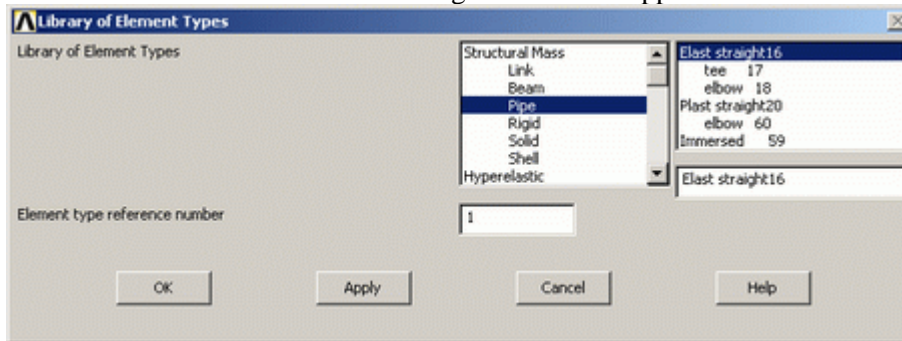 Library of Element Types
Library of Element Types
Structural Mass
Link
Beam
Pipe
Rigid
Solid
Shell
Hyperelastic
Elast straight16
tee 17
elbow 18
Plast straight20
elbow 60
Immersed 59
Elast straight16
Element type reference number
1
OK
Apply
Cancel
Help